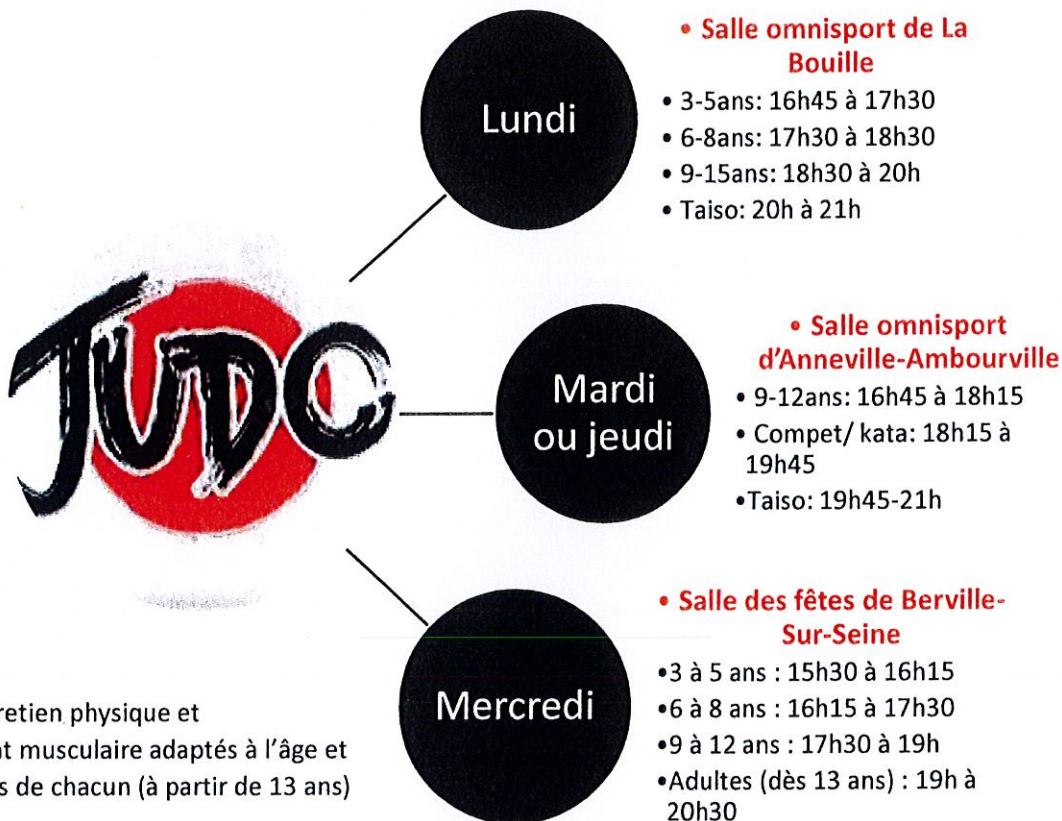 Lundi
• Salle omnisport de La
Bouille
• 3-5ans: 16h45 à 17h30
• 6-8ans: 17h30 à 18h30
• 9-15ans: 18h30 à 20h
• Taiso: 20h à 21h
JUDO
Mardi
ou jeudi
• Salle omnisport
d'Anneville-Ambourville
• 9-12ans: 16h45 à 18h15
• Compet/ kata: 18h15 à
19h45
•Taiso: 19h45-21h
Mercredi
• Salle des fêtes de Berville-
Sur-Seine
•3 à 5 ans : 15h30 à 16h15
•6 à 8 ans : 16h15 à 17h30
•9 à 12 ans : 17h30 à 19h
•Adultes (dès 13 ans) : 19h à
20h30
physique et
musculaire adaptés à l'âge et
de chacun (à partir de 13 ans)